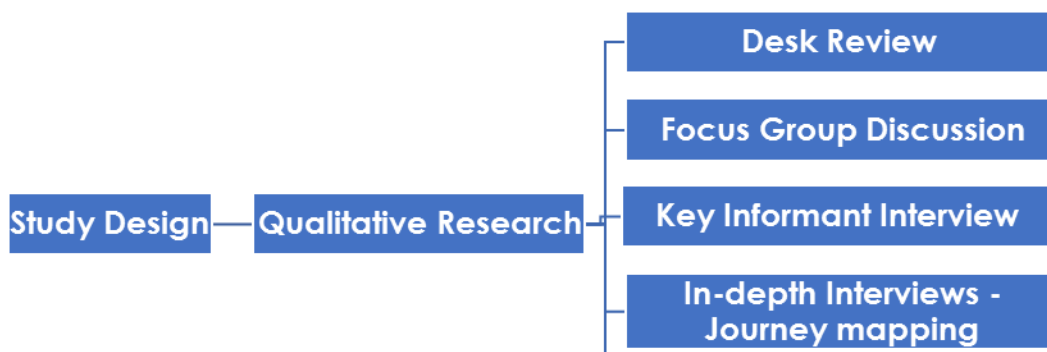 Study Design
Qualitative Research
Desk Review
Focus Group Discussion
Key Informant Interview
In-depth Interviews -
Journey mapping